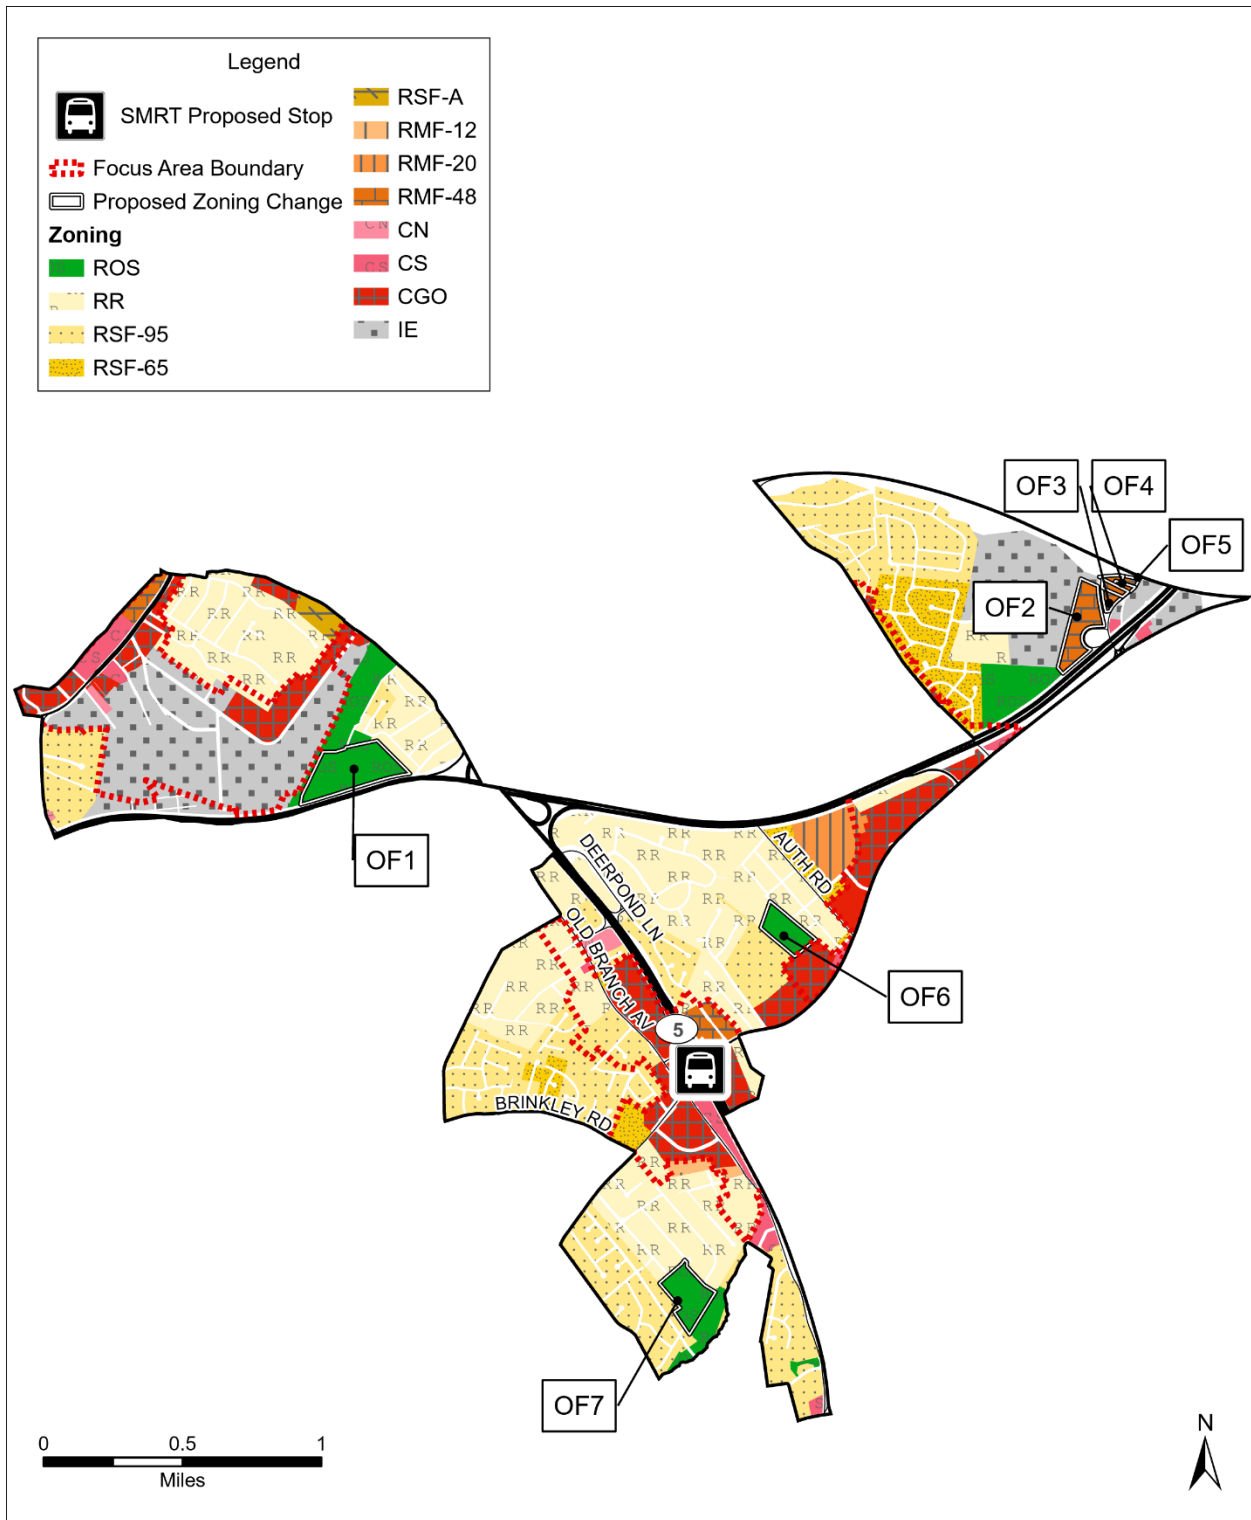 Legend
SMRT Proposed Stop
Focus Area Boundary
Proposed Zoning Change
Zoning
ROS
RR
RSF-95
RSF-65
RSF-A
RMF-12
RMF-20
RMF-48
CN
CS
CGO
IE
OF3
OF4
OF5
OF2
OF1
DEERPOND LN
AUTH RD
OLD BRANCH AV
OF6
5
BRINKLEY RD
OF7
0 0.5 1
Miles
N